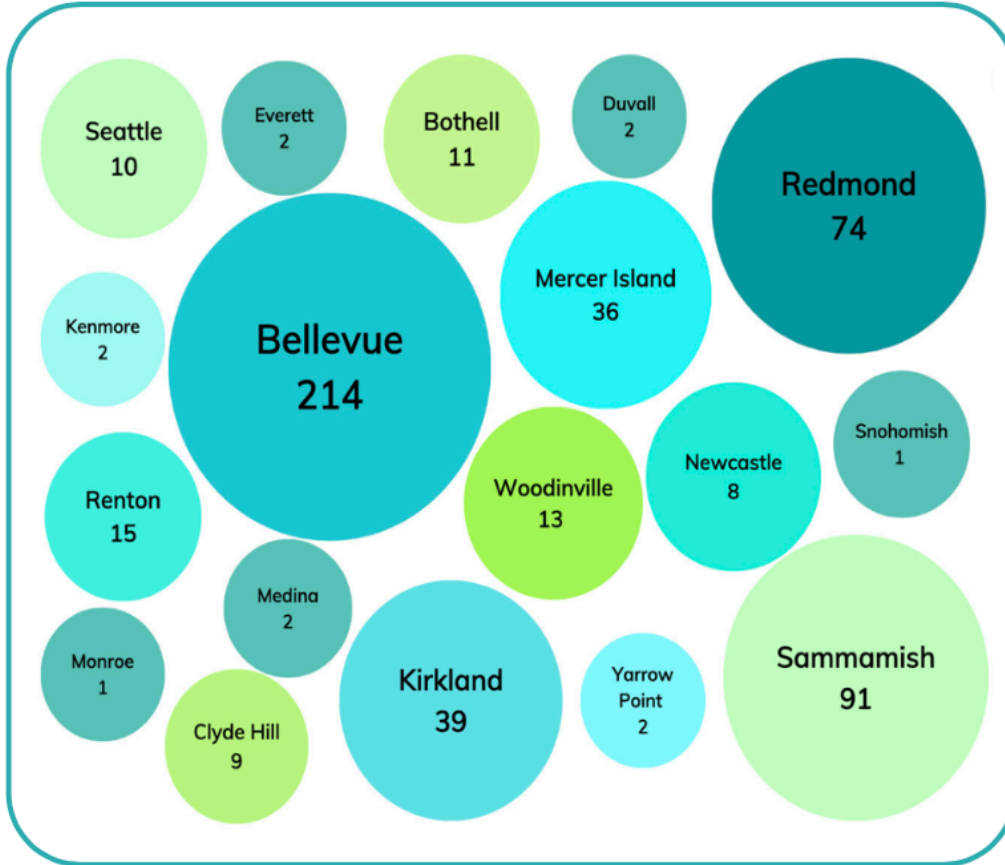 Seattle
10
Everett
2
Bothell
11
Duvall
2
Redmond
74
Mercer Island
36
Kenmore
2
Bellevue
214
Snohomish
1
Newcastle
8
Woodinville
13
Renton
15
Medina
2
Monroe
1
Kirkland
39
Yarrow
Point
2
Sammamish
91
Clyde Hill
9